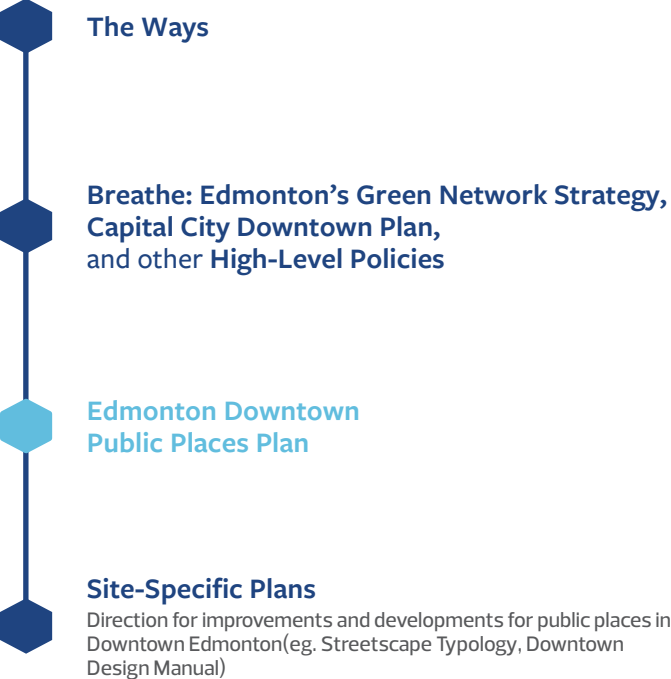 The Ways
Breathe: Edmonton’s Green Network Strategy,
Capital City Downtown Plan,
and other High-Level Policies
Edmonton Downtown
Public Places Plan
Site-Specific Plans
Direction for improvements and developments for public places in
Downtown Edmonton(eg. Streetscape Typology, Downtown
Design Manual)